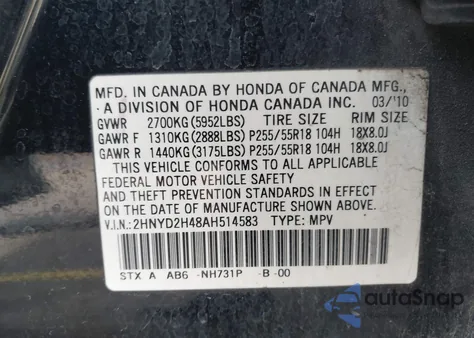 MFD. IN CANADA BY HONDA OF CANADA MFG.,
A DIVISION OF HONDA CANADA INC. 03/'10
GVWR 2700KG(5952LBS) TIRE SIZE RIM SIZE
GAWR F 1310KG(2888LBS) P255/55R18 104H 18X8.0J
GAWR R 1440KG(3175LBS) P255/55R18 104H 18X8.0J
THIS VEHICLE CONFORMS TO ALL APPLICABLE
FEDERAL MOTOR VEHICLE SAFETY
AND THEFT PREVENTION STANDARDS IN EFFECT
ON THE DATE OF MANUFACTURE SHOWN ABOVE.
V.I.N.: 2HNYD2H48AH514583 TYPE: MPV
STX A AB6 -NH731P -B -00
autaSnap